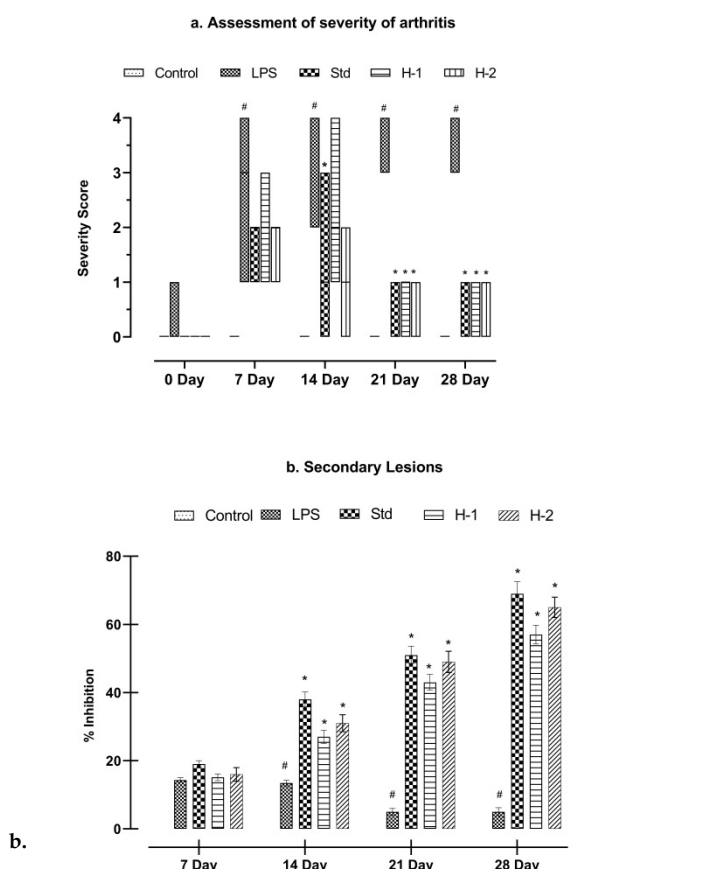 a. Assessment of severity of arthritis
Control LPS Std H-1 H-2
# # # #
4
3
2
1
0
Severity Score
*
* * * * * *
0 Day 7 Day 14 Day 21 Day 28 Day
b. Secondary Lesions
Control LPS Std H-1 H-2
80
60
40
20
0
% Inhibition
* * *
* * *
* * *
# # #
b.
7 Day 14 Day 21 Day 28 Day